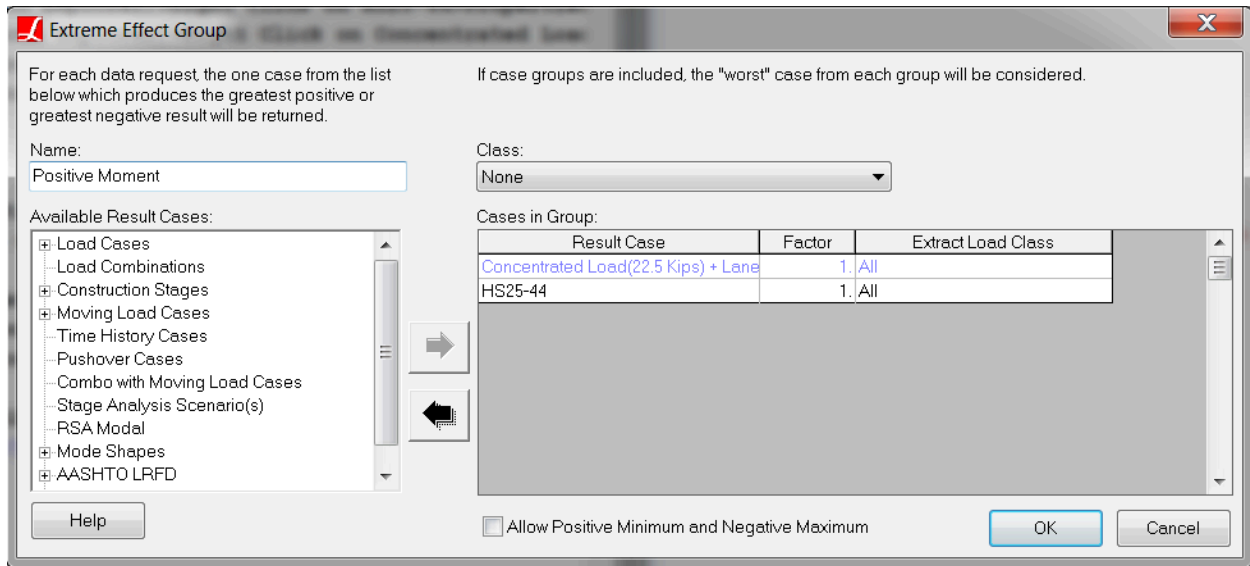 Click on Concentrated
Extreme Effect Group
For each data request, the one case from the list
below which produces the greatest positive or
greatest negative result will be returned.
If case groups are included, the "worst" case from each group will be considered.
Name:
Positive Moment
Class:
None
Available Result Cases:
Load Cases
Load Combinations
Construction Stages
Moving Load Cases
Time History Cases
Pushover Cases
Combo with Moving Load Cases
Stage Analysis Scenario(s)
RSA Modal
Mode Shapes
AASHTO LRFD
Cases in Group:
Result Case Factor Extract Load Class
Concentrated Load(22.5 Kips) + Lane 1. All
HS25-44 1. All
Help
Allow Positive Minimum and Negative Maximum
OK
Cancel